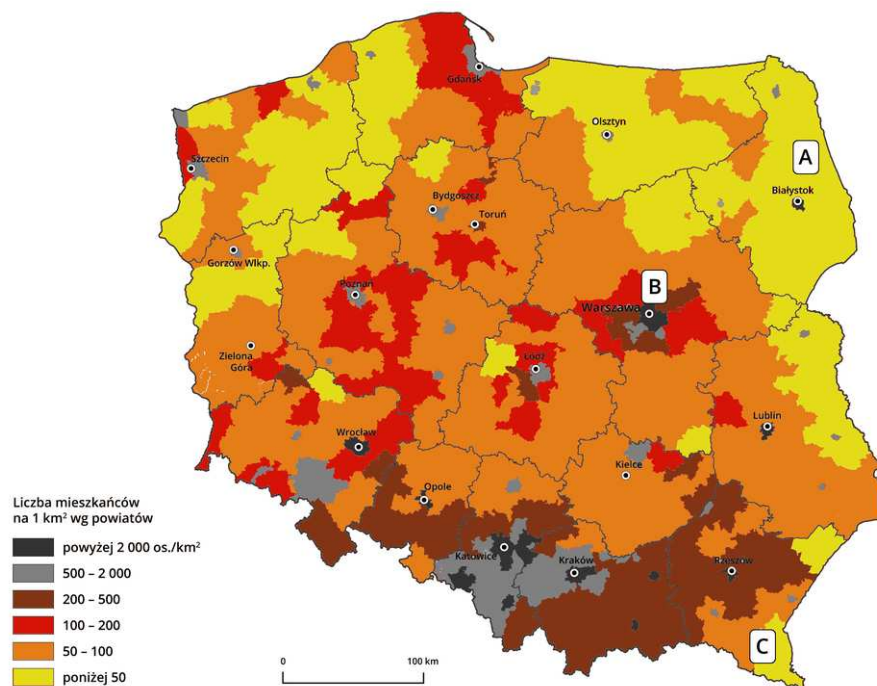 Gdańsk
Olsztyn
A
Szczecin
Białystok
Bydgoszcz
Toruń
Gorzów Wlkp.
Poznań
B
Warszawa
Zielona
Góra
Łódź
Lublin
Wrocław
Kielce
Opole
Liczba mieszkańców
na 1 km² wg powiatów
powyżej 2 000 os./km²
500 – 2 000
200 – 500
100 – 200
50 – 100
poniżej 50
Katowice
Kraków
Rzeszów
C
0
100 km